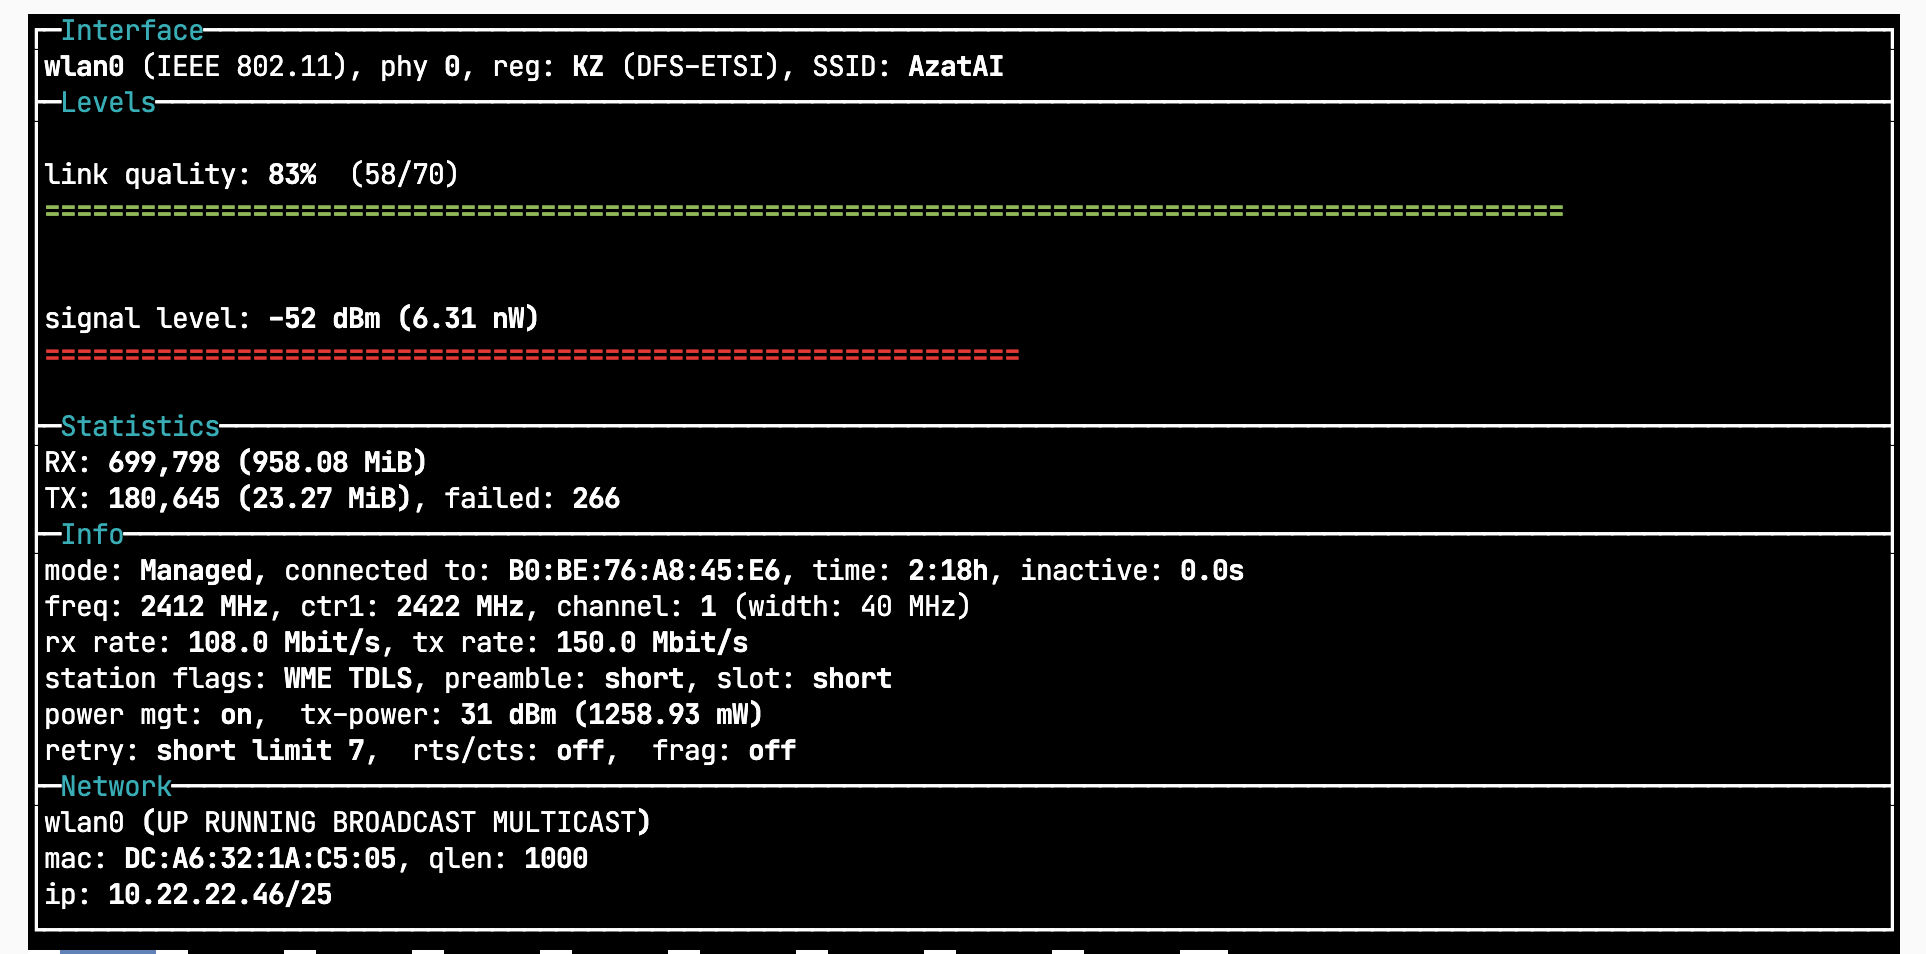 Interface
wlan0 (IEEE 802.11), phy 0, reg: KZ (DFS-ETSI), SSID: AzatAI
Levels
link quality: 83%  (58/70)
===============================================================================================
signal level: -52 dBm (6.31 nW)
=============================================================
Statistics
RX: 699,798 (958.08 MiB)
TX: 180,645 (23.27 MiB), failed: 266
Info
mode: Managed, connected to: B0:BE:76:A8:45:E6, time: 2:18h, inactive: 0.0s
freq: 2412 MHz, ctr1: 2422 MHz, channel: 1 (width: 40 MHz)
rx rate: 108.0 Mbit/s, tx rate: 150.0 Mbit/s
station flags: WME TDLS, preamble: short, slot: short
power mgt: on,  tx-power: 31 dBm (1258.93 mW)
retry: short limit 7,  rts/cts: off,  frag: off
Network
wlan0 (UP RUNNING BROADCAST MULTICAST)
mac: DC:A6:32:1A:C5:05, qlen: 1000
ip: 10.22.22.46/25